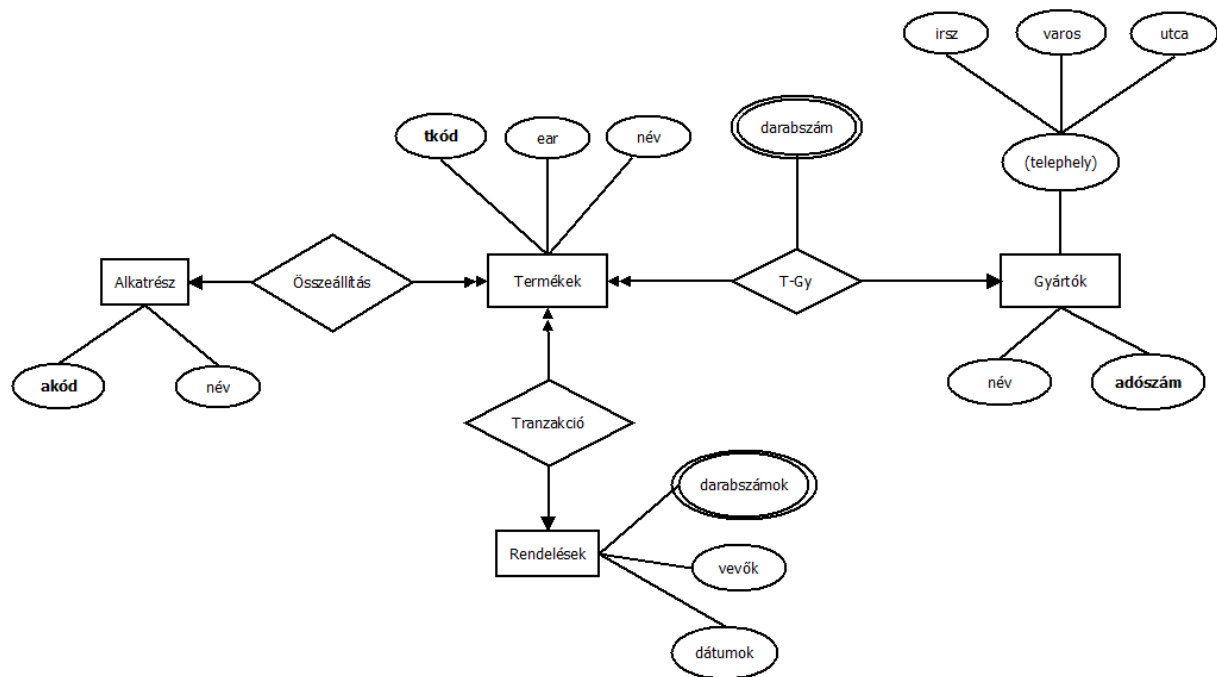 irsz
varos
utca
darabszám
tkód
ear
név
(telephely)
Alkatrész
Összeállítás
Termékek
T-Gy
Gyártók
akód
név
név
adószám
Tranzakció
darabszámok
Rendelések
vevők
dátumok